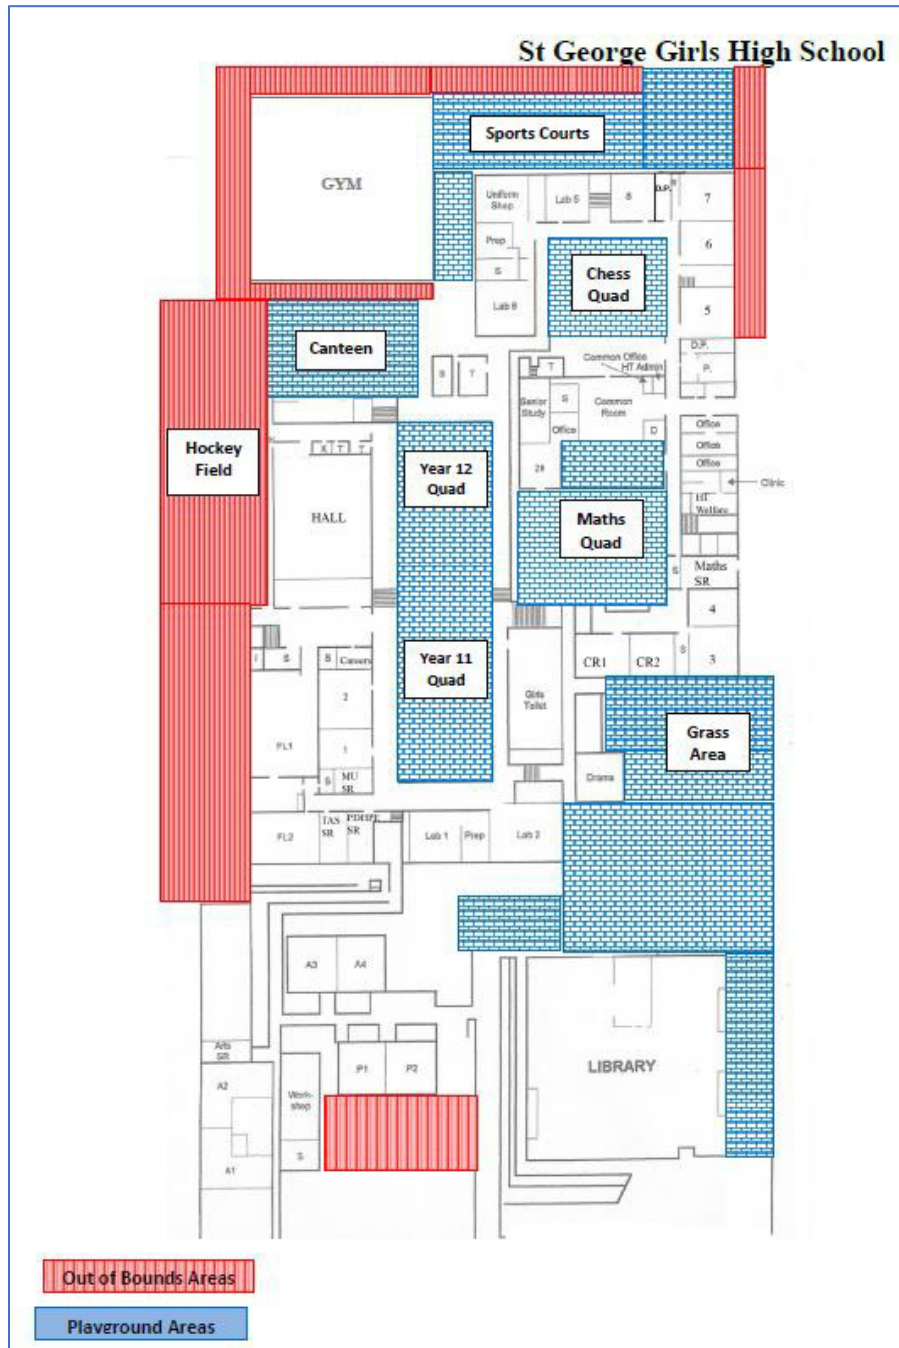 St George Girls High School
Sports Courts
GYM
Uniform
Shop
Lab 5
8
D.P.
S
7
Prep
S
Lab 6
Chess
Quad
6
5
Canteen
S
T
T
Common Office
HT Admin
D.P.
P.
Senior
Study
S
Office
Common
Room
D
28
Office
Office
Office
Clinic
HT
Welfare
Hockey
Field
X T T
HALL
Year 12
Quad
Maths
Quad
S
Maths
SR
4
CR1
CR2
S
3
I
S
S
Careers
2
FL1
1
S
MU
SR
Year 11
Quad
Girls
Toilet
Grass
Area
Drama
FL2
TAS
SR
PDHPE
SR
Lab 1
Prep
Lab 2
A3
A4
Arts
SR
A2
A1
Work-
shop
S
P1
P2
LIBRARY
Out of Bounds Areas
Playground Areas